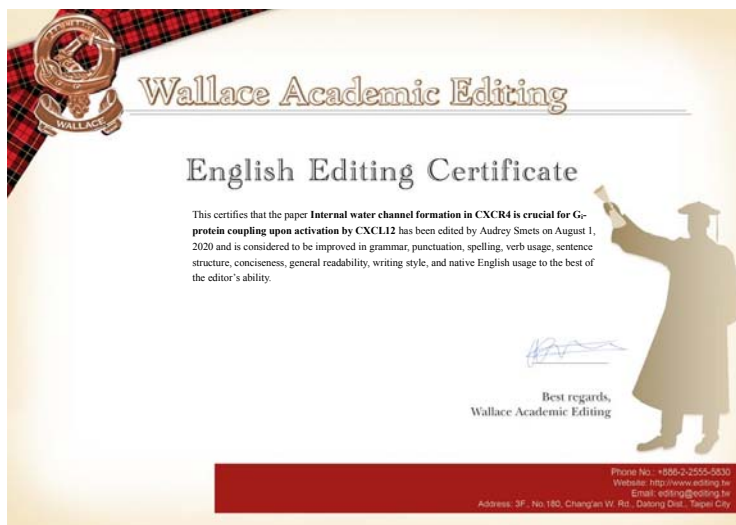 WALLACE
Wallace Academic Editing
English Editing Certificate
This certifies that the paper Internal water channel formation in CXCR4 is crucial for Gi-
protein coupling upon activation by CXCL12 has been edited by Audrey Smets on August 1,
2020 and is considered to be improved in grammar, punctuation, spelling, verb usage, sentence
structure, conciseness, general readability, writing style, and native English usage to the best of
the editor's ability.
Best regards,
Wallace Academic Editing
Phone No.: +886-2-2555-5830
Website: http://www.editing.tw
Email: editing@editing.tw
Address: 3F., No.180, Chang'an W. Rd., Datong Dist., Taipei City